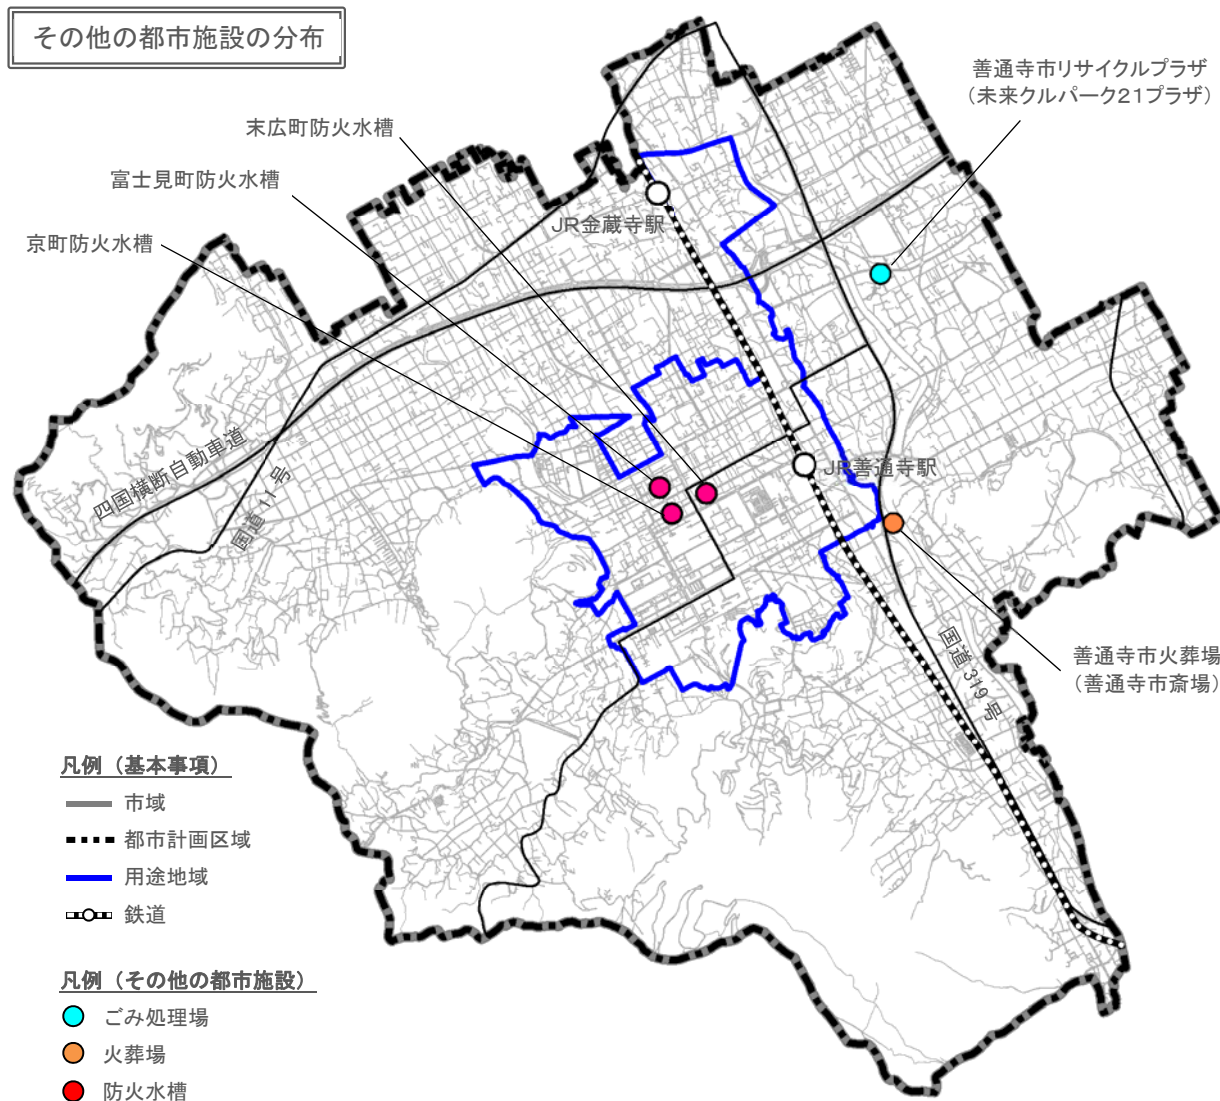 その他の都市施設の分布
善通寺市リサイクルプラザ
(未来クルパーク21プラザ)
末広町防火水槽
富士見町防火水槽
京町防火水槽
JR金蔵寺駅
四国横断自動車道
国道 11 号
JR善通寺駅
国道 319 号
善通寺市火葬場
(善通寺市斎場)
凡例（基本事項）
市域
都市計画区域
用途地域
鉄道
凡例（その他の都市施設）
ごみ処理場
火葬場
防火水槽